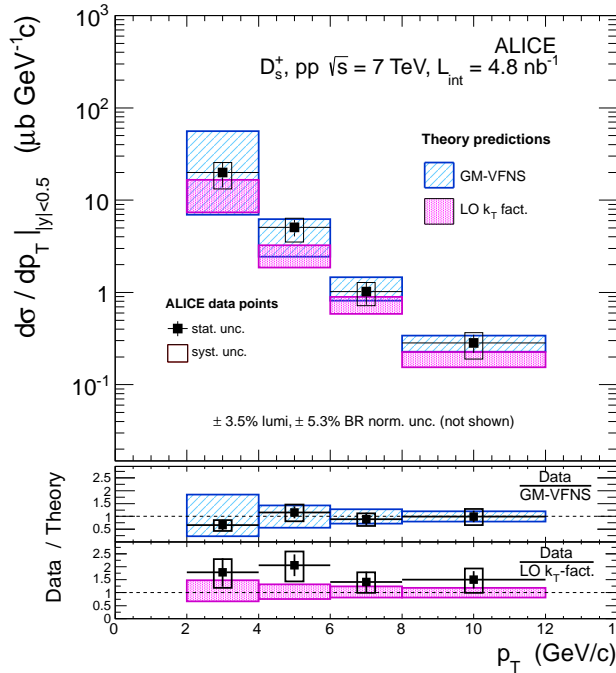 ALICE
D_s^+, pp √s = 7 TeV, L_int = 4.8 nb^-1
dσ / dp_T |_|y|<0.5 (μb GeV^-1 c)
10^3
10^2
10
1
10^-1
Theory predictions
GM-VFNS
LO k_T fact.
ALICE data points
stat. unc.
syst. unc.
± 3.5% lumi, ± 5.3% BR norm. unc. (not shown)
Data / Theory
2.5
2
1.5
1
0.5
Data
GM-VFNS
2.5
2
1.5
1
0.5
0
Data
LO k_T-fact.
0 2 4 6 8 10 12 14
p_T (GeV/c)